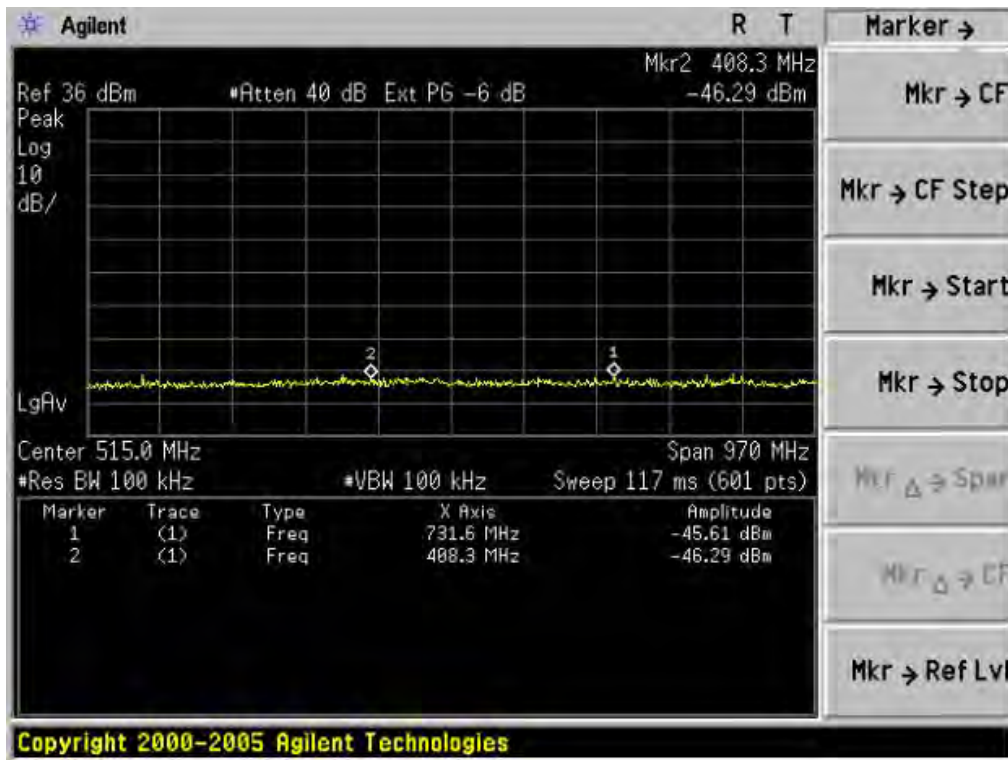 Agilent
R T
Marker →
Mkr2 408.3 MHz
Ref 36 dBm #Atten 40 dB Ext PG -6 dB -46.29 dBm
Peak
Log
10
dB/
2
1
LgAv
Center 515.0 MHz Span 970 MHz
#Res BW 100 kHz #VBW 100 kHz Sweep 117 ms (601 pts)
Marker Trace Type X Axis Amplitude
1 (1) Freq 731.6 MHz -45.61 dBm
2 (1) Freq 408.3 MHz -46.29 dBm
Mkr → CF
Mkr → CF Step
Mkr → Start
Mkr → Stop
Mkr Δ → Span
Mkr Δ → CF
Mkr → Ref Lvl
Copyright 2000-2005 Agilent Technologies